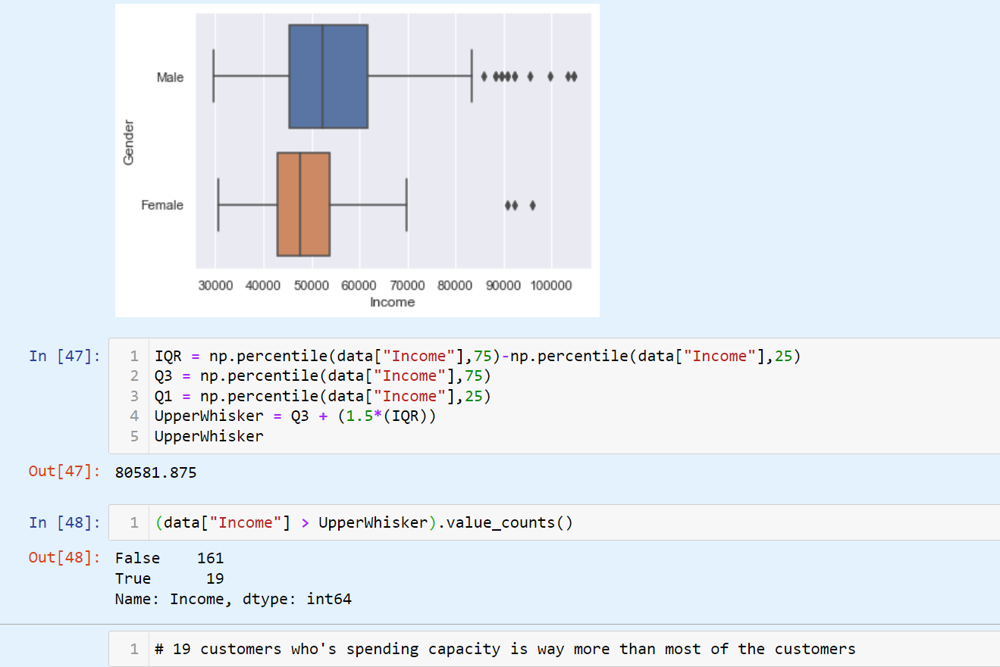 Male
Gender
Female
30000 40000 50000 60000 70000 80000 90000 100000
Income
In [47]:
1 IQR = np.percentile(data["Income"],75)-np.percentile(data["Income"],25)
2 Q3 = np.percentile(data["Income"],75)
3 Q1 = np.percentile(data["Income"],25)
4 UpperWhisker = Q3 + (1.5*(IQR))
5 UpperWhisker
Out[47]: 80581.875
In [48]: 1 (data["Income"] > UpperWhisker).value_counts()
Out[48]: False 161
True 19
Name: Income, dtype: int64
1 # 19 customers who's spending capacity is way more than most of the customers